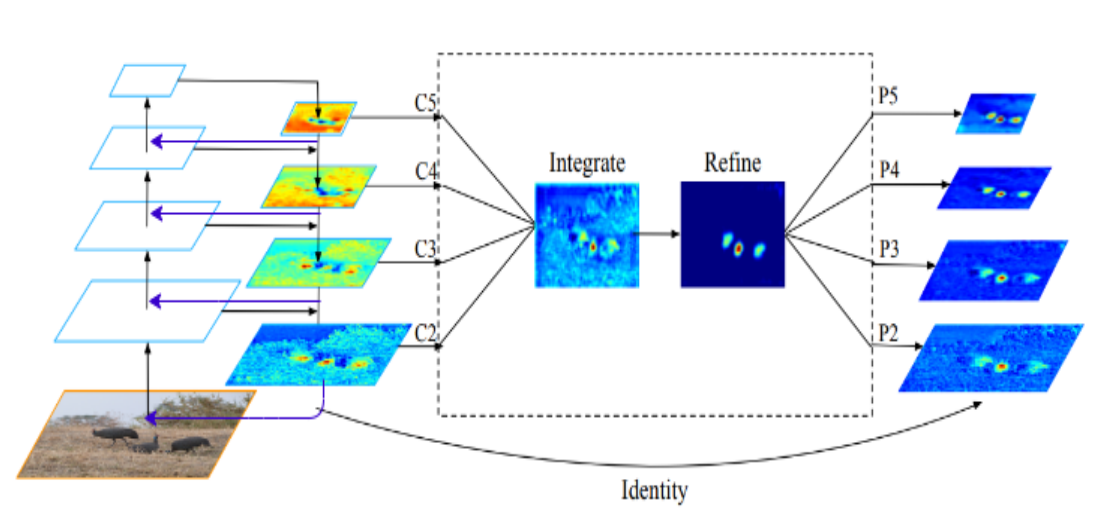 C5
P5
Integrate
Refine
C4
P4
C3
P3
C2
P2
Identity